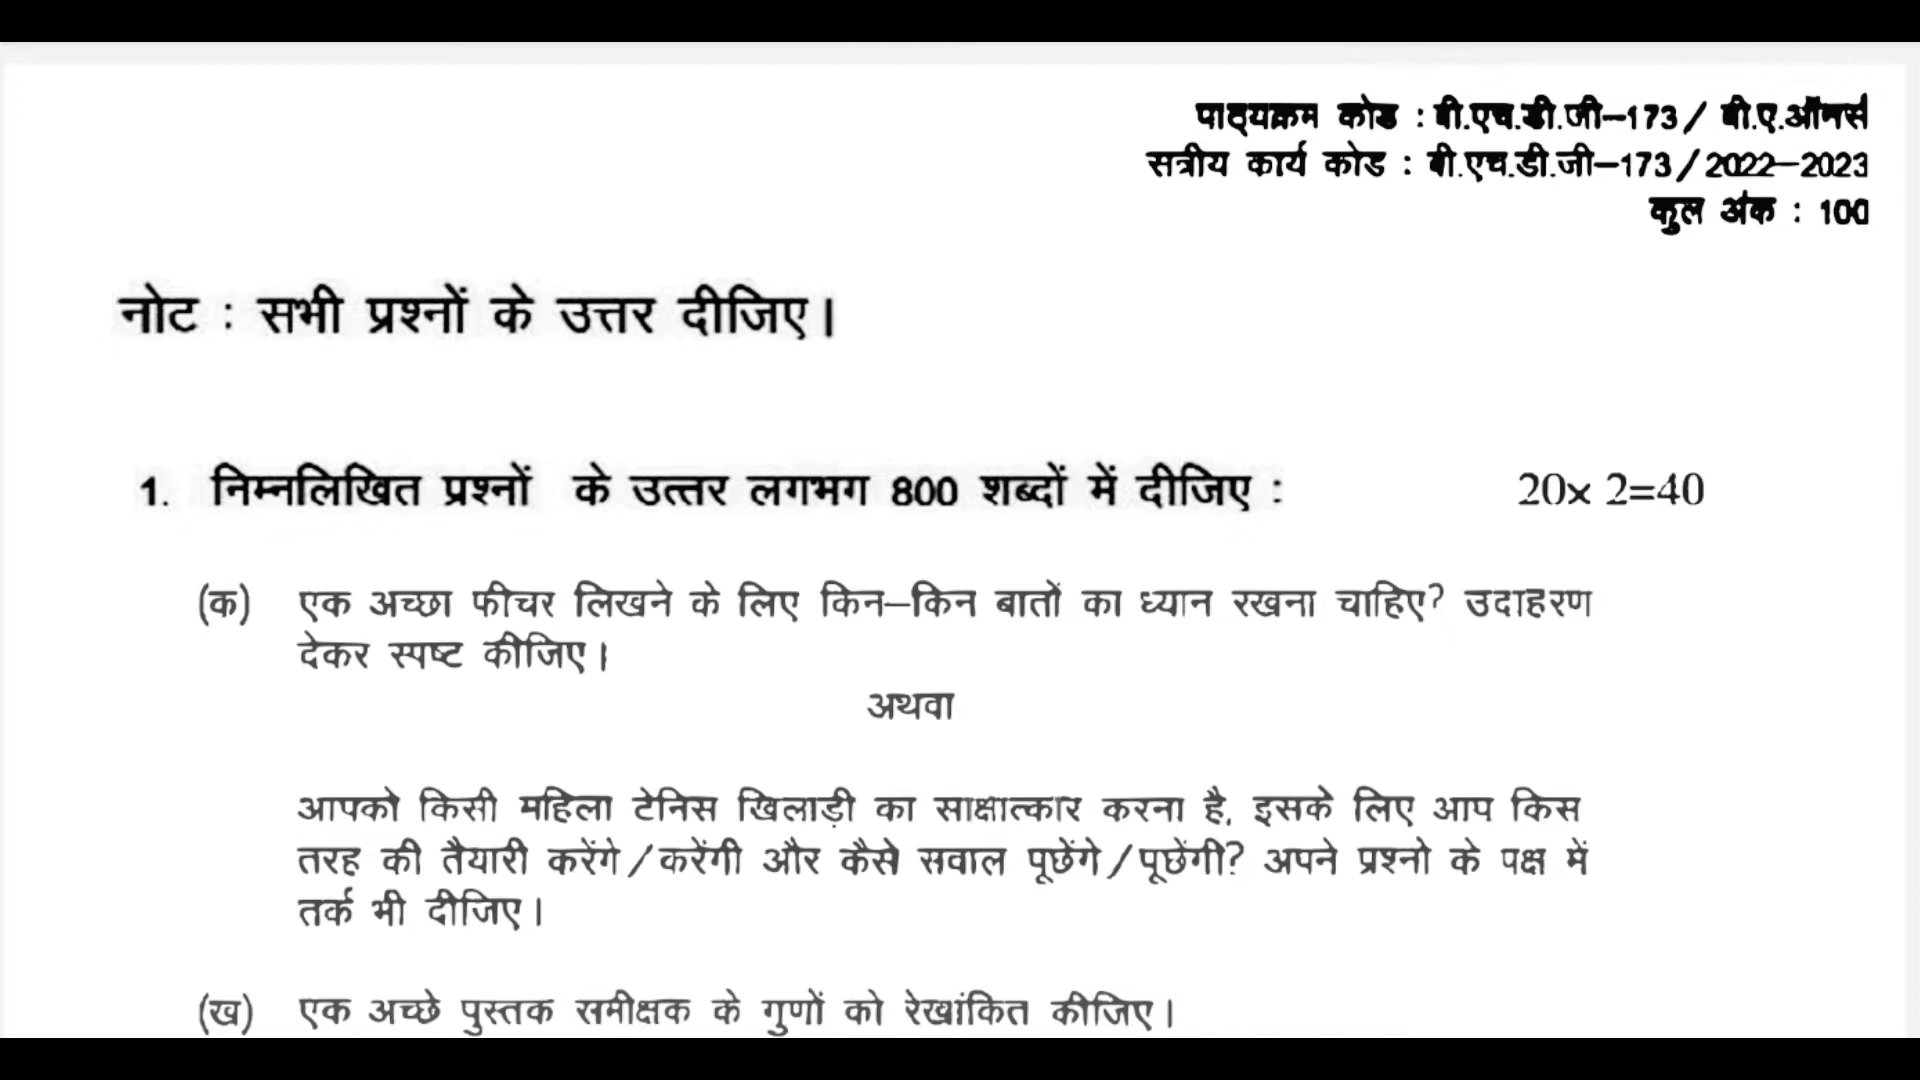 पाठ्यक्रम कोड : बी.एच.डी.जी–173 / बी.ए.ऑनर्स
सत्रीय कार्य कोड : बी.एच.डी.जी–173 / 2022–2023
कुल अंक : 100
नोट : सभी प्रश्नों के उत्तर दीजिए।
1. निम्नलिखित प्रश्नों के उत्तर लगभग 800 शब्दों में दीजिए : 20x 2=40
(क) एक अच्छा फीचर लिखने के लिए किन–किन बातों का ध्यान रखना चाहिए? उदाहरण
देकर स्पष्ट कीजिए।
अथवा
आपको किसी महिला टेनिस खिलाड़ी का साक्षात्कार करना है, इसके लिए आप किस
तरह की तैयारी करेंगे/करेंगी और कैसे सवाल पूछेंगे/पूछेंगी? अपने प्रश्नो के पक्ष में
तर्क भी दीजिए।
(ख) एक अच्छे पुस्तक समीक्षक के गुणों को रेखांकित कीजिए।